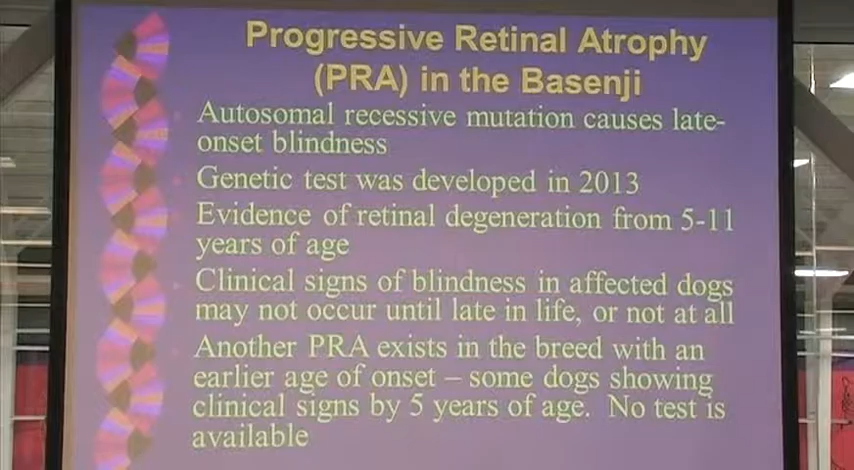 Progressive Retinal Atrophy
(PRA) in the Basenji
Autosomal recessive mutation causes late-
onset blindness
Genetic test was developed in 2013
Evidence of retinal degeneration from 5-11
years of age
Clinical signs of blindness in affected dogs
may not occur until late in life, or not at all
Another PRA exists in the breed with an
earlier age of onset – some dogs showing
clinical signs by 5 years of age. No test is
available